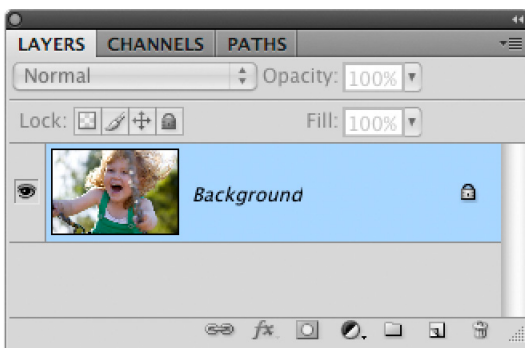 LAYERS CHANNELS PATHS
Normal Opacity: 100%
Lock: Fill: 100%
Background
fx